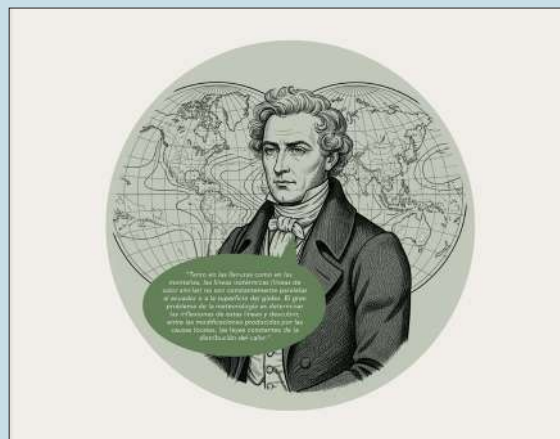 "Tanto en las llanuras como en las
montañas, las líneas isotérmicas (líneas de
calor similar) no son constantemente paralelas
al ecuador o a la superficie del globo. El gran
problema de la meteorología es determinar
las inflexiones de estas líneas y descubrir,
entre las modificaciones producidas por las
causas locales, las leyes constantes de la
distribución del calor."